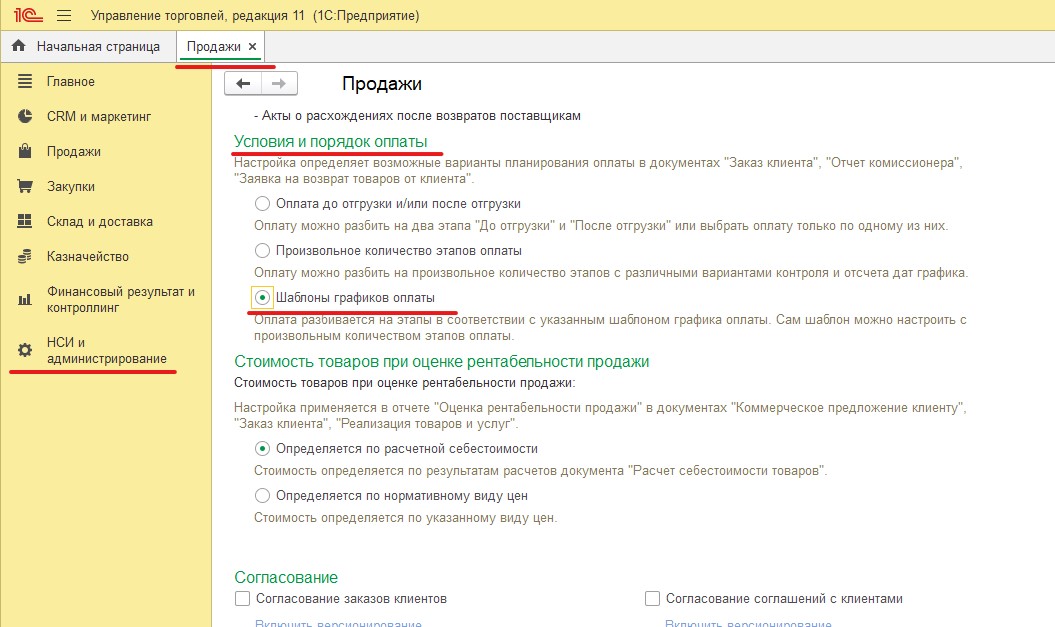 1С Управление торговлей, редакция 11 (1С:Предприятие)
Начальная страница
Продажи ×
Главное
CRM и маркетинг
Продажи
Закупки
Склад и доставка
Казначейство
Финансовый результат и
контроллинг
НСИ и
администрирование
Продажи
- Акты о расхождениях после возвратов поставщикам
Условия и порядок оплаты
Настройка определяет возможные варианты планирования оплаты в документах "Заказ клиента", "Отчет комиссионера",
"Заявка на возврат товаров от клиента".
Оплата до отгрузки и/или после отгрузки
Оплату можно разбить на два этапа "До отгрузки" и "После отгрузки" или выбрать оплату только по одному из них.
Произвольное количество этапов оплаты
Оплату можно разбить на произвольное количество этапов с различными вариантами контроля и отсчета дат графика.
Шаблоны графиков оплаты
Оплата разбивается на этапы в соответствии с указанным шаблоном графика оплаты. Сам шаблон можно настроить с
произвольным количеством этапов оплаты.
Стоимость товаров при оценке рентабельности продажи
Стоимость товаров при оценке рентабельности продажи:
Настройка применяется в отчете "Оценка рентабельности продажи" в документах "Коммерческое предложение клиенту",
"Заказ клиента", "Реализация товаров и услуг".
Определяется по расчетной себестоимости
Стоимость определяется по результатам расчетов документа "Расчет себестоимости товаров".
Определяется по нормативному виду цен
Стоимость определяется по указанному виду цен.
Согласование
Согласование заказов клиентов
Согласование соглашений с клиентами
Включить версионирование
Включить версионирование